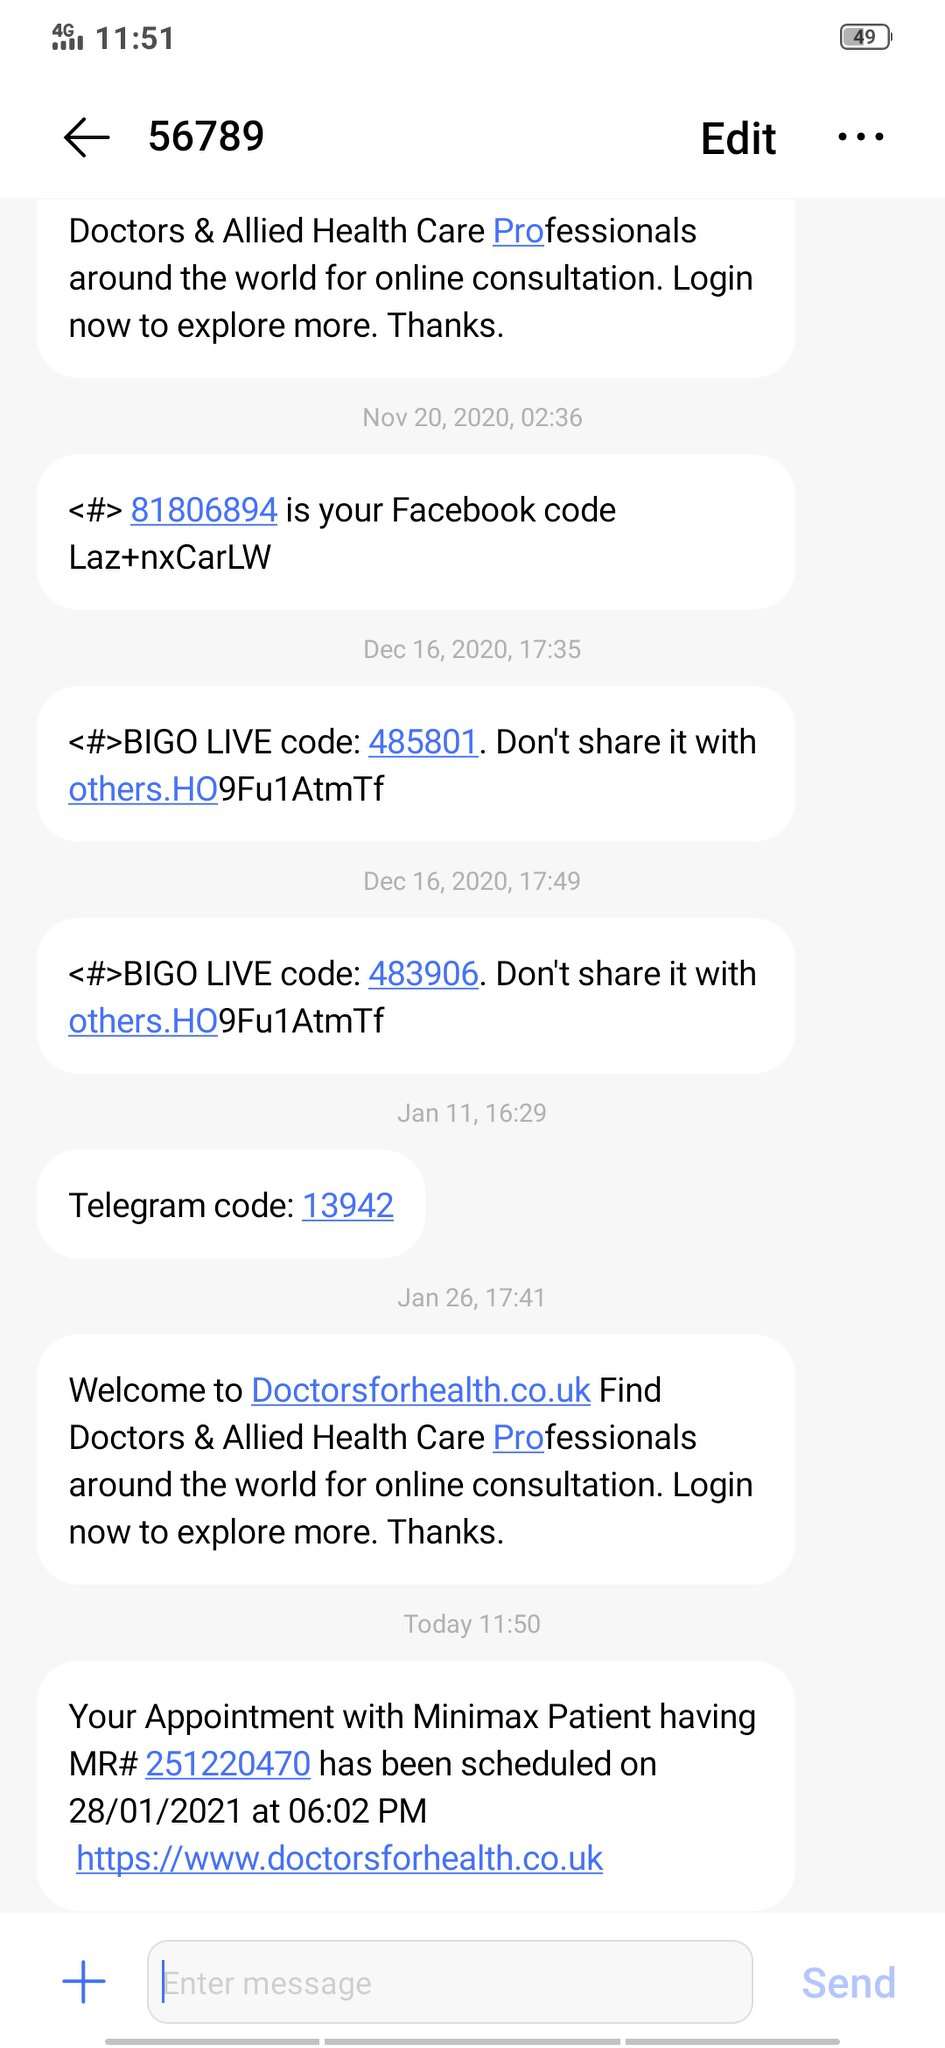 4G 11:51 49
56789 Edit
Doctors & Allied Health Care Professionals
around the world for online consultation. Login
now to explore more. Thanks.
Nov 20, 2020, 02:36
<#> 81806894 is your Facebook code
Laz+nxCarLW
Dec 16, 2020, 17:35
<#>BIGO LIVE code: 485801. Don't share it with
others.HO9Fu1AtmTf
Dec 16, 2020, 17:49
<#>BIGO LIVE code: 483906. Don't share it with
others.HO9Fu1AtmTf
Jan 11, 16:29
Telegram code: 13942
Jan 26, 17:41
Welcome to Doctorsforhealth.co.uk Find
Doctors & Allied Health Care Professionals
around the world for online consultation. Login
now to explore more. Thanks.
Today 11:50
Your Appointment with Minimax Patient having
MR# 251220470 has been scheduled on
28/01/2021 at 06:02 PM
https://www.doctorsforhealth.co.uk
Enter message Send